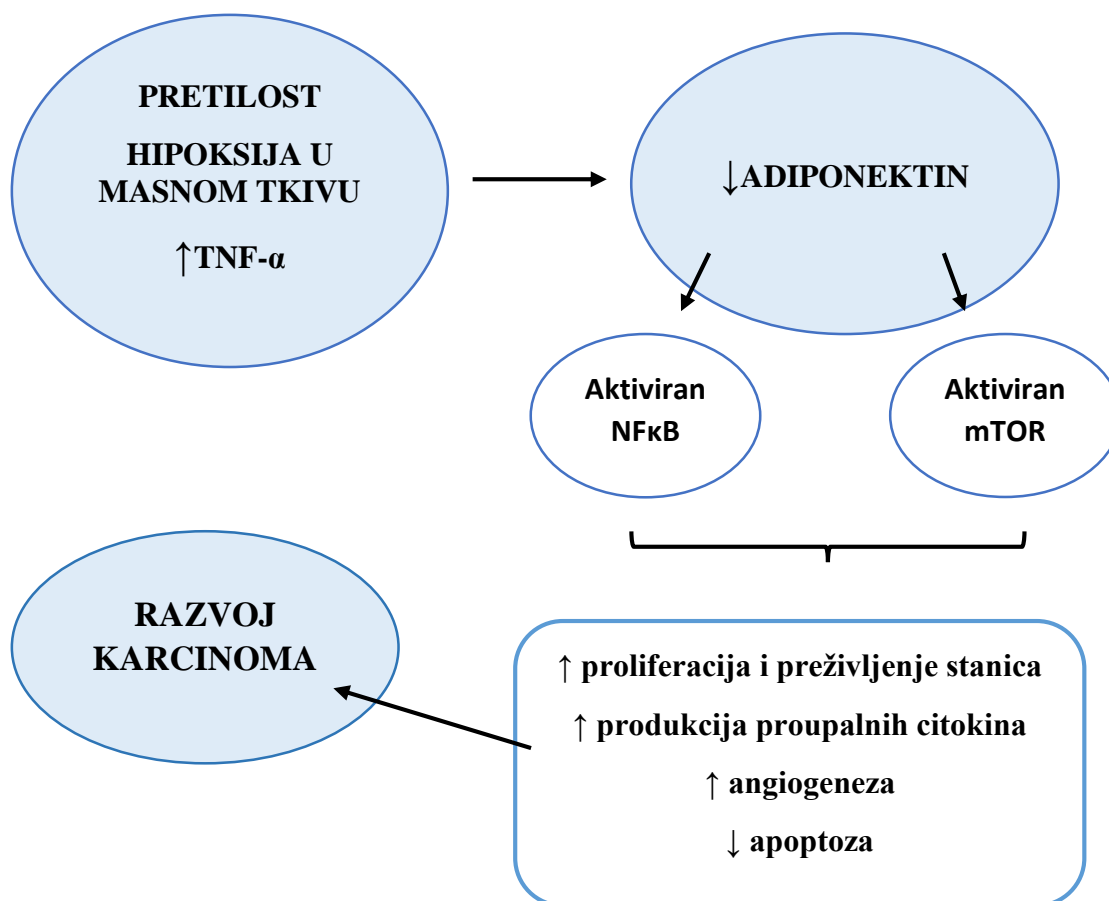 PRETILOST
HIPOKSIJA U
MASNOM TKIVU
↑TNF-α
↓ADIPONEKTIN
Aktiviran
NFκB
Aktiviran
mTOR
RAZVOJ
KARCINOMA
↑ proliferacija i preživljenje stanica
↑ produkcija proupalnih citokina
↑ angiogeneza
↓ apoptoza